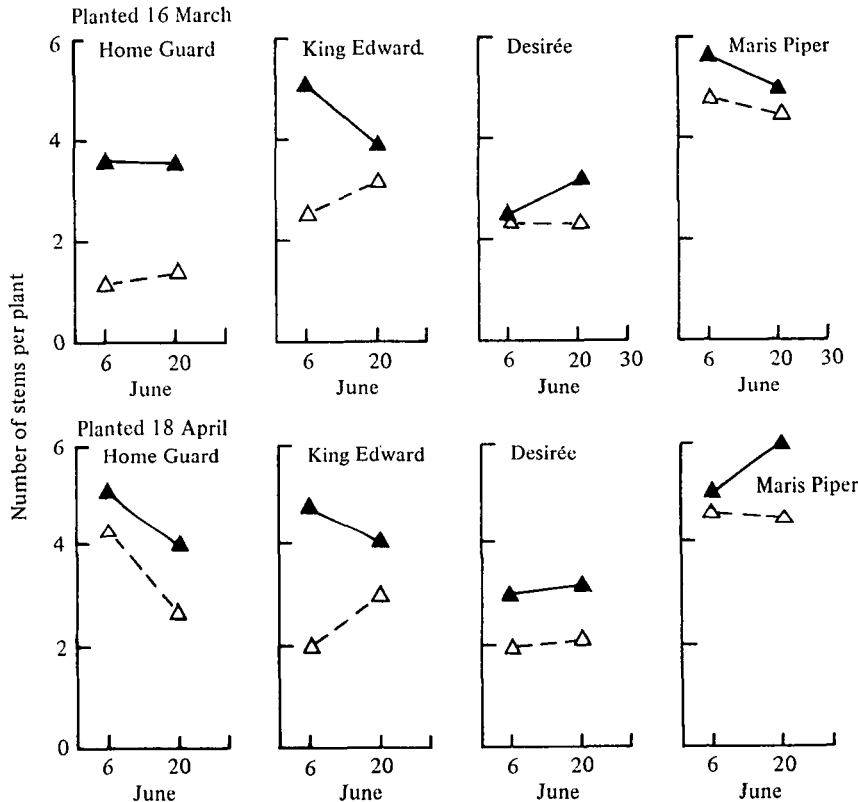 Planted 16 March
Number of stems per plant
Home Guard
6
4
2
0
6 20
June
King Edward
6 20
June
Desirée
6 20 30
June
Maris Piper
6 20 30
June
Planted 18 April
Home Guard
6
4
2
0
6 20
June
King Edward
6 20
June
Desirée
6 20
June
Maris Piper
6 20
June